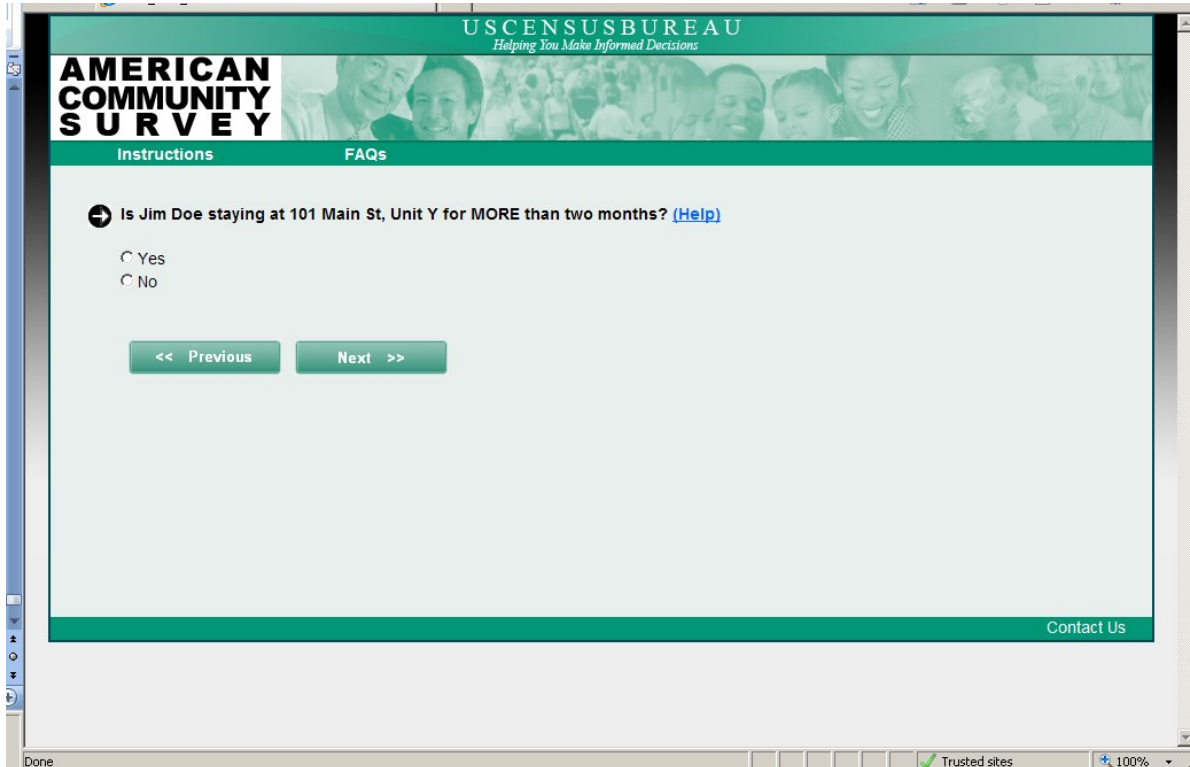 USCENSUSBUREAU
Helping You Make Informed Decisions
AMERICAN
COMMUNITY
SURVEY
Instructions FAQs
Is Jim Doe staying at 101 Main St, Unit Y for MORE than two months? (Help)
Yes
No
<< Previous Next >>
Contact Us
Done Trusted sites 100%